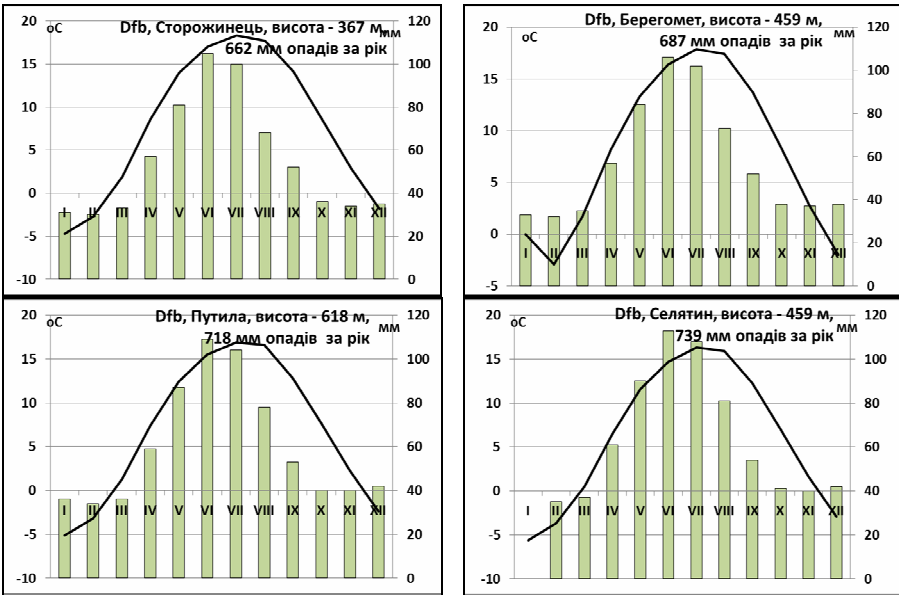 Dfb, Сторожинець, висота - 367 м,
662 мм опадів за рік
оС
мм
20
15
10
5
0
-5
-10
120
100
80
60
40
20
0
I II III IV V VI VII VIII IX X XI XII
Dfb, Берегомет, висота - 459 м,
687 мм опадів за рік
оС
мм
20
15
10
5
0
-5
120
100
80
60
40
20
0
I II III IV V VI VII VIII IX X XI XII
Dfb, Путила, висота - 618 м,
718 мм опадів за рік
оС
мм
20
15
10
5
0
-5
-10
120
100
80
60
40
20
0
I II III IV V VI VII VIII IX X XI XII
Dfb, Селятин, висота - 459 м,
739 мм опадів за рік
оС
мм
20
15
10
5
0
-5
-10
120
100
80
60
40
20
0
I II III IV V VI VII VIII IX X XI XII